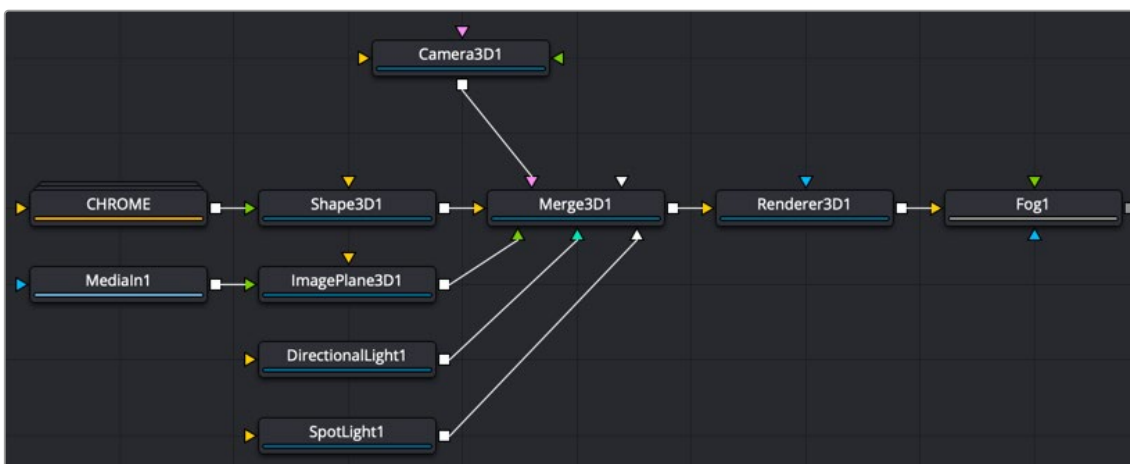 Camera3D1
CHROME
Shape3D1
Merge3D1
Renderer3D1
Fog1
MediaIn1
ImagePlane3D1
DirectionalLight1
SpotLight1